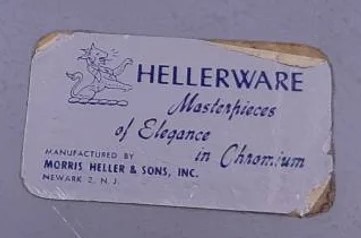 HELLERWARE
Masterpieces
of Elegance
in Chromium
MANUFACTURED BY
MORRIS HELLER & SONS, INC.
NEWARK 2, N. J.